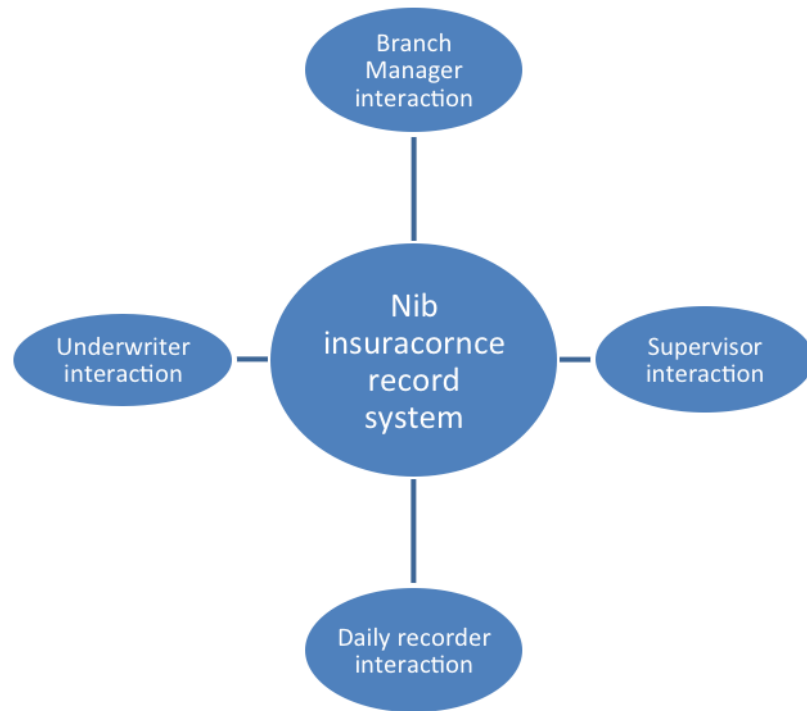 Branch
Manager
interaction
Nib
insuracornce
record
system
Underwriter
interaction
Supervisor
interaction
Daily recorder
interaction